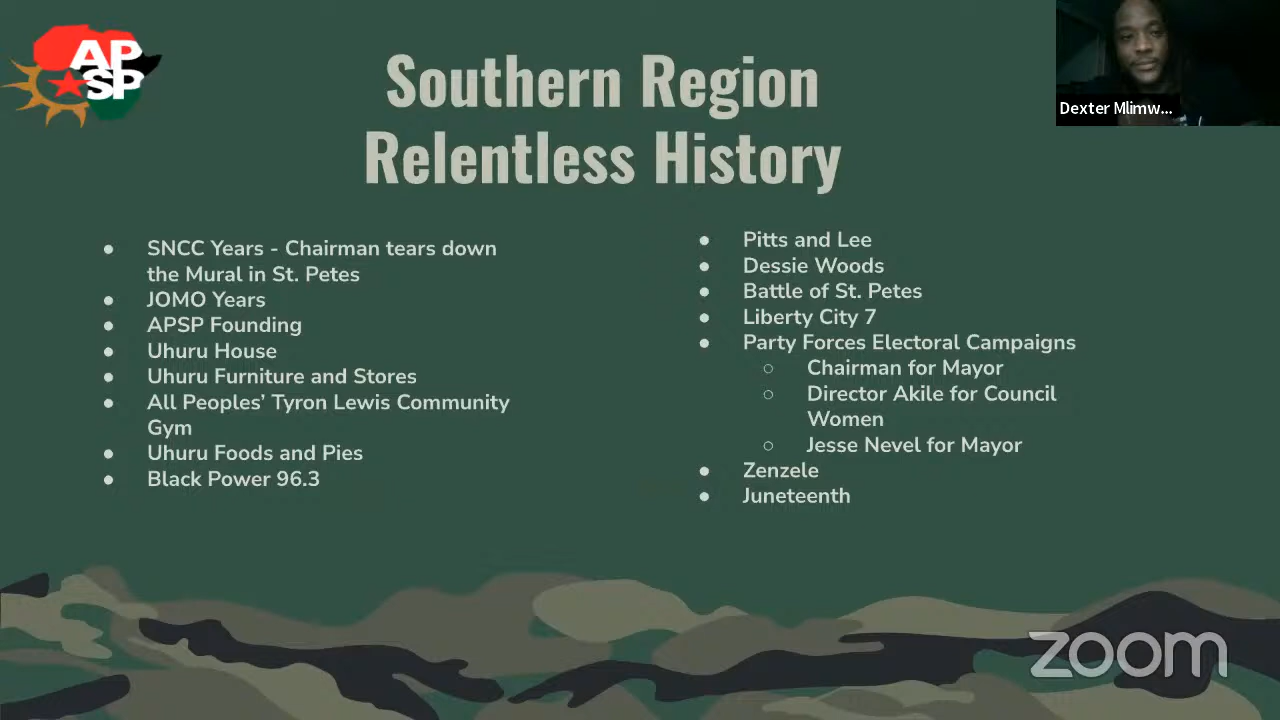 AP
SP
Southern Region
Relentless History
Dexter Mlimw...
● SNCC Years - Chairman tears down
the Mural in St. Petes
● JOMO Years
● APSP Founding
● Uhuru House
● Uhuru Furniture and Stores
● All Peoples’ Tyron Lewis Community
Gym
● Uhuru Foods and Pies
● Black Power 96.3
● Pitts and Lee
● Dessie Woods
● Battle of St. Petes
● Liberty City 7
● Party Forces Electoral Campaigns
○ Chairman for Mayor
○ Director Akile for Council
Women
○ Jesse Nevel for Mayor
● Zenzele
● Juneteenth
zoom